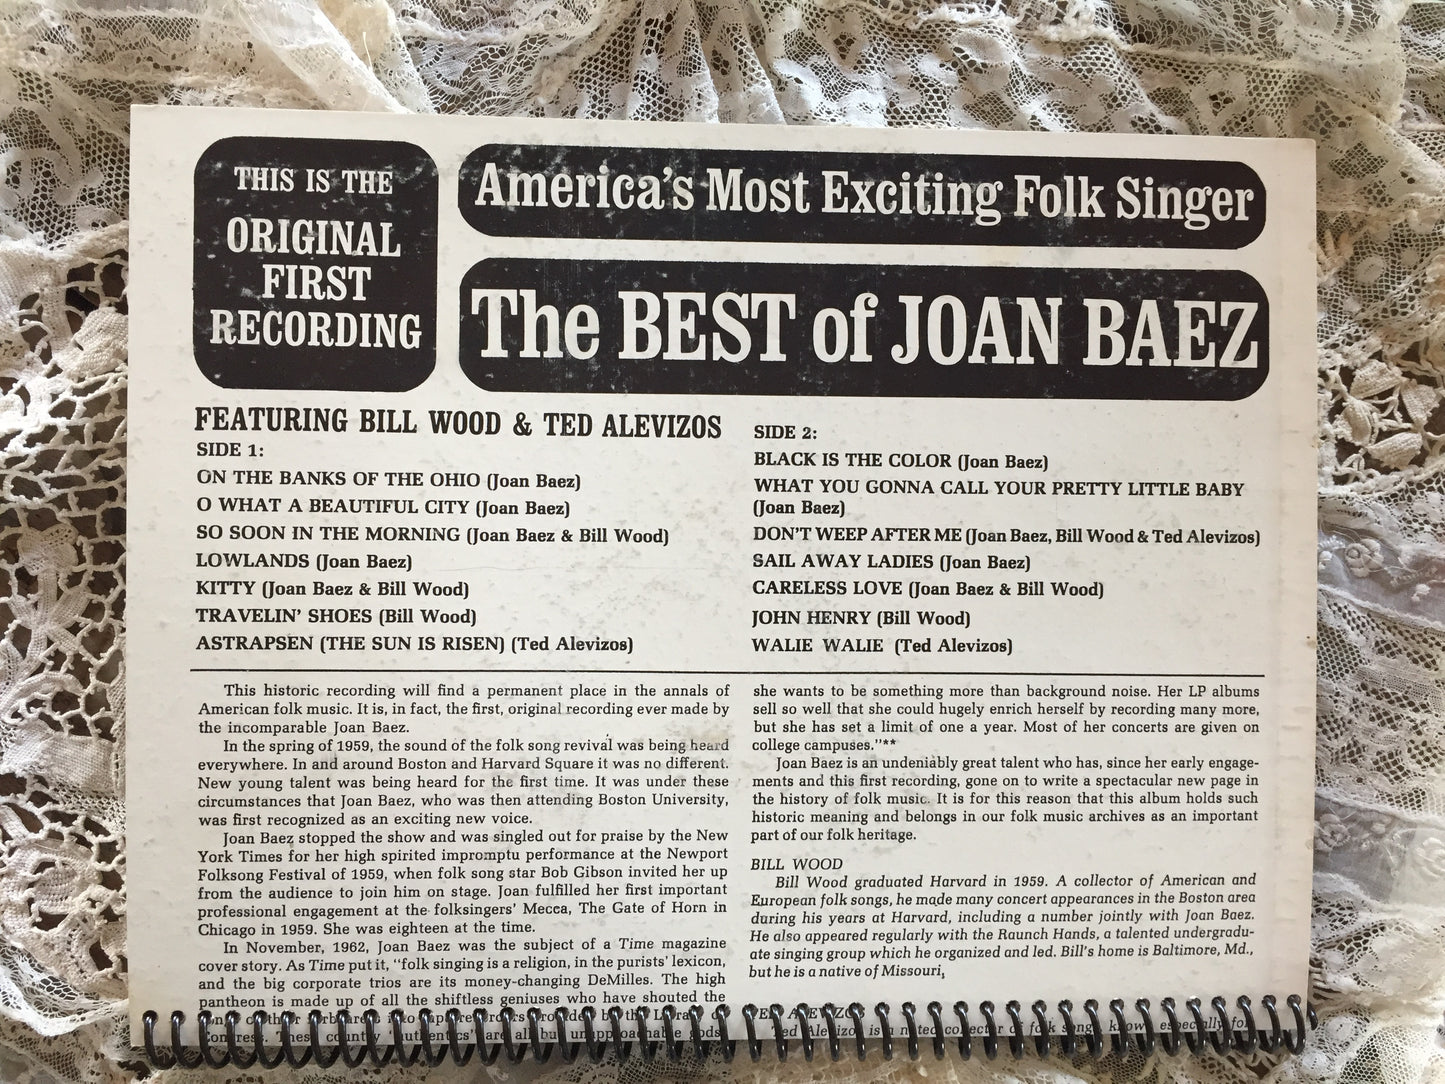 THIS IS THE
ORIGINAL
FIRST
RECORDING
America's Most Exciting Folk Singer
The BEST of JOAN BAEZ
FEATURING BILL WOOD & TED ALEVIZOS
SIDE 1:
ON THE BANKS OF THE OHIO (Joan Baez)
O WHAT A BEAUTIFUL CITY (Joan Baez)
SO SOON IN THE MORNING (Joan Baez & Bill Wood)
LOWLANDS (Joan Baez)
KITTY (Joan Baez & Bill Wood)
TRAVELIN' SHOES (Bill Wood)
ASTRAPSEN (THE SUN IS RISEN) (Ted Alevizos)
SIDE 2:
BLACK IS THE COLOR (Joan Baez)
WHAT YOU GONNA CALL YOUR PRETTY LITTLE BABY
(Joan Baez)
DON'T WEEP AFTER ME (Joan Baez, Bill Wood & Ted Alevizos)
SAIL AWAY LADIES (Joan Baez)
CARELESS LOVE (Joan Baez & Bill Wood)
JOHN HENRY (Bill Wood)
WALIE WALIE (Ted Alevizos)
This historic recording will find a permanent place in the annals of
American folk music. It is, in fact, the first, original recording ever made by
the incomparable Joan Baez.
In the spring of 1959, the sound of the folk song revival was being heard
everywhere. In and around Boston and Harvard Square it was no different.
New young talent was being heard for the first time. It was under these
circumstances that Joan Baez, who was then attending Boston University,
was first recognized as an exciting new voice.
Joan Baez stopped the show and was singled out for praise by the New
York Times for her high spirited impromptu performance at the Newport
Folksong Festival of 1959, when folk song star Bob Gibson invited her up
from the audience to join him on stage. Joan fulfilled her first important
professional engagement at the folksingers' Mecca, The Gate of Horn in
Chicago in 1959. She was eighteen at the time.
In November, 1962, Joan Baez was the subject of a Time magazine
cover story. As Time put it, "folk singing is a religion, in the purists' lexicon,
and the big corporate trios are its money-changing DeMilles. The high
pantheon is made up of all the shiftless geniuses who have shouted the
of their
Congress. These country 'authentics' are all but unapproachable gods.
she wants to be something more than background noise. Her LP albums
sell so well that she could hugely enrich herself by recording many more,
but she has set a limit of one a year. Most of her concerts are given on
college campuses."**
Joan Baez is an undeniably great talent who has, since her early engage-
ments and this first recording, gone on to write a spectacular new page in
the history of folk music. It is for this reason that this album holds such
historic meaning and belongs in our folk music archives as an important
part of our folk heritage.
BILL WOOD
Bill Wood graduated Harvard in 1959. A collector of American and
European folk songs, he made many concert appearances in the Boston area
during his years at Harvard, including a number jointly with Joan Baez.
He also appeared regularly with the Raunch Hands, a talented undergradu-
ate singing group which he organized and led. Bill's home is Baltimore, Md.,
but he is a native of Missouri,
TED ALEVIZOS
Ted Alevizos is a noted collector of folk songs, known especially for